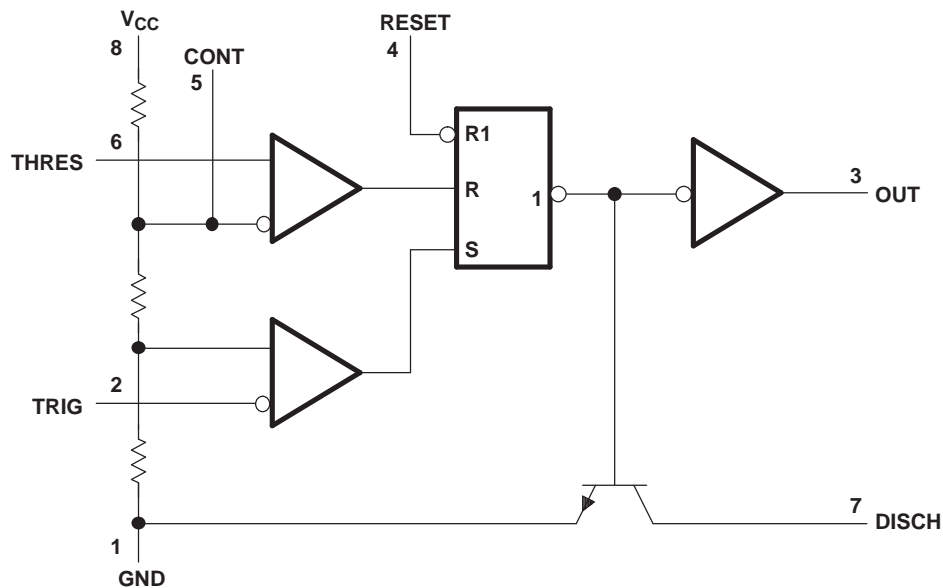 VCC
8
CONT
5
RESET
4
6
THRES
R1
R
1
S
3
OUT
2
TRIG
7
DISCH
1
GND